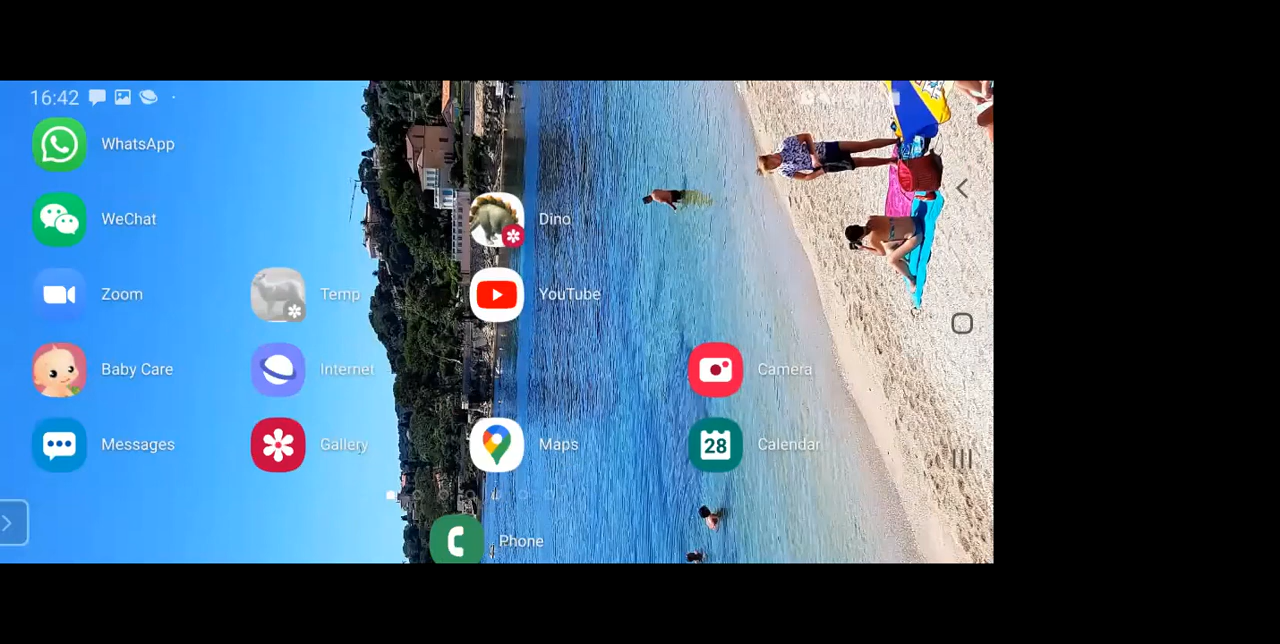 16:42
WhatsApp
WeChat
Dino
Zoom
Temp
YouTube
Baby Care
Internet
Camera
Messages
Gallery
Maps
28
Calendar
Phone